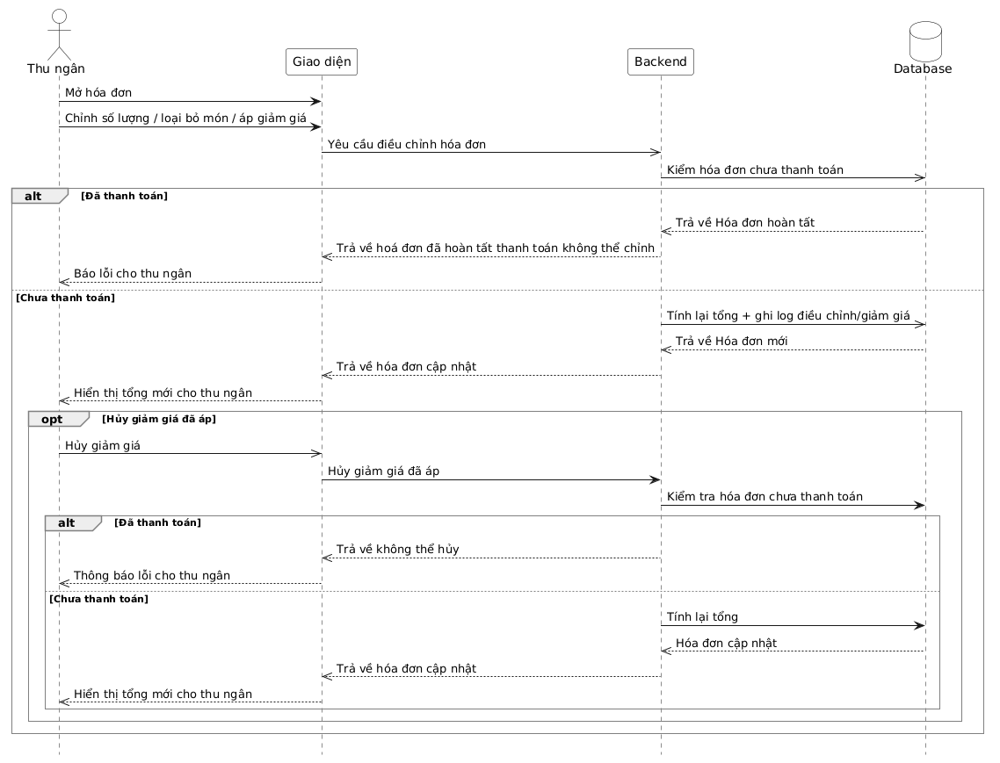 Thu ngân
Giao diện
Backend
Database
Mở hóa đơn
Chỉnh số lượng / loại bỏ món / áp giảm giá
Yêu cầu điều chỉnh hóa đơn
Kiểm hóa đơn chưa thanh toán
alt [Đã thanh toán]
Trả về Hóa đơn hoàn tất
Trả về hoá đơn đã hoàn tất thanh toán không thể chỉnh
Báo lỗi cho thu ngân
[Chưa thanh toán]
Tính lại tổng + ghi log điều chỉnh/giảm giá
Trả về Hóa đơn mới
Trả về hóa đơn cập nhật
Hiển thị tổng mới cho thu ngân
opt [Hủy giảm giá đã áp]
Hủy giảm giá
Hủy giảm giá đã áp
Kiểm tra hóa đơn chưa thanh toán
alt [Đã thanh toán]
Trả về không thể hủy
Thông báo lỗi cho thu ngân
[Chưa thanh toán]
Tính lại tổng
Hóa đơn cập nhật
Trả về hóa đơn cập nhật
Hiển thị tổng mới cho thu ngân